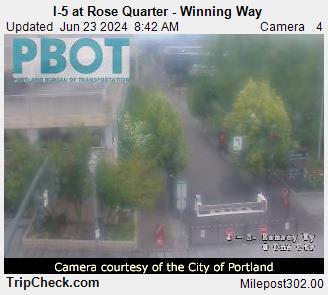 I-5 at Rose Quarter - Winning Way
Updated Jun 23 2024 8:42 AM Camera 4
PBOT
PORTLAND BUREAU OF TRANSPORTATION
Camera courtesy of the City of Portland
TripCheck.com Milepost302.00